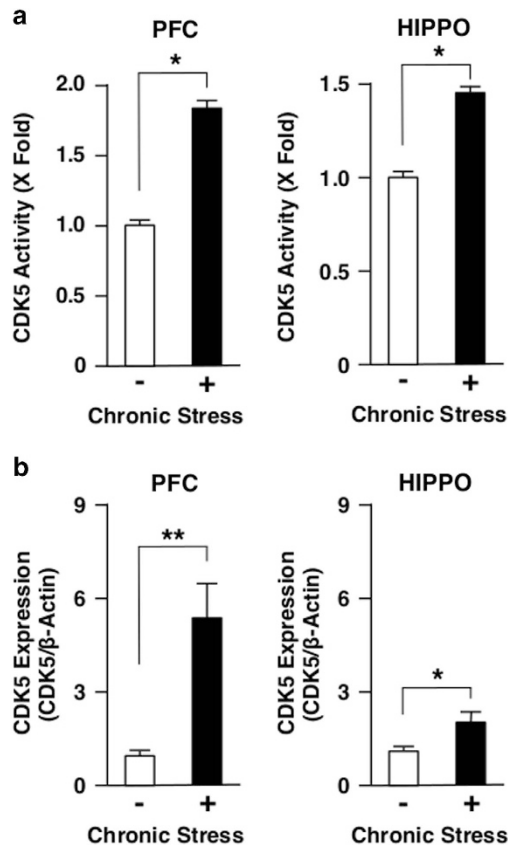 a
PFC
HIPPO
CDK5 Activity (X Fold)
2.0
1.5
1.0
0.5
0
*
- +
Chronic Stress
CDK5 Activity (X Fold)
1.5
1.0
0.5
0
*
- +
Chronic Stress
b
PFC
HIPPO
CDK5 Expression
(CDK5/β-Actin)
9
6
3
0
**
- +
Chronic Stress
CDK5 Expression
(CDK5/β-Actin)
9
6
3
0
*
- +
Chronic Stress